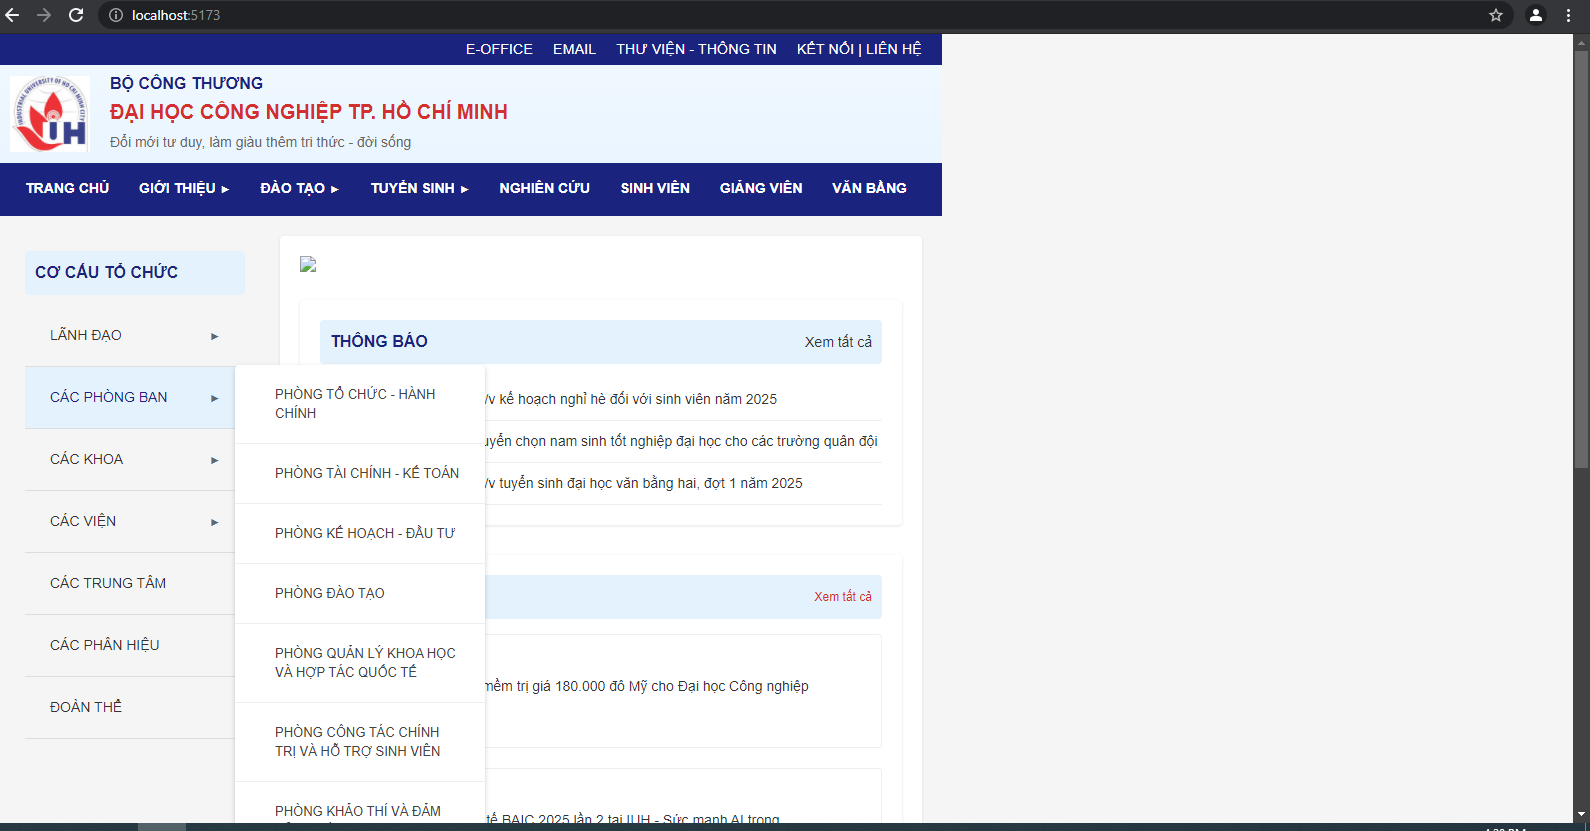 localhost:5173
E-OFFICE EMAIL THƯ VIỆN - THÔNG TIN KẾT NỐI | LIÊN HỆ
INDUSTRIAL UNIVERSITY OF HO CHI MINH CITY
IUH
BỘ CÔNG THƯƠNG
ĐẠI HỌC CÔNG NGHIỆP TP. HỒ CHÍ MINH
Đổi mới tư duy, làm giàu thêm tri thức - đời sống
TRANG CHỦ GIỚI THIỆU ► ĐÀO TẠO ► TUYỂN SINH ► NGHIÊN CỨU SINH VIÊN GIẢNG VIÊN VĂN BẰNG
CƠ CẤU TỔ CHỨC
LÃNH ĐẠO ►
CÁC PHÒNG BAN ►
CÁC KHOA ►
CÁC VIỆN ►
CÁC TRUNG TÂM
CÁC PHÂN HIỆU
ĐOÀN THỂ
PHÒNG TỔ CHỨC - HÀNH
CHÍNH
PHÒNG TÀI CHÍNH - KẾ TOÁN
PHÒNG KẾ HOẠCH - ĐẦU TƯ
PHÒNG ĐÀO TẠO
PHÒNG QUẢN LÝ KHOA HỌC
VÀ HỢP TÁC QUỐC TẾ
PHÒNG CÔNG TÁC CHÍNH
TRỊ VÀ HỖ TRỢ SINH VIÊN
PHÒNG KHẢO THÍ VÀ ĐẢM
THÔNG BÁO Xem tất cả
/v kế hoạch nghỉ hè đối với sinh viên năm 2025
uyển chọn nam sinh tốt nghiệp đại học cho các trường quân đội
/v tuyển sinh đại học văn bằng hai, đợt 1 năm 2025
Xem tất cả
mềm trị giá 180.000 đô Mỹ cho Đại học Công nghiệp
tế BAIC 2025 lần 2 tại IUH - Sức mạnh AI trong